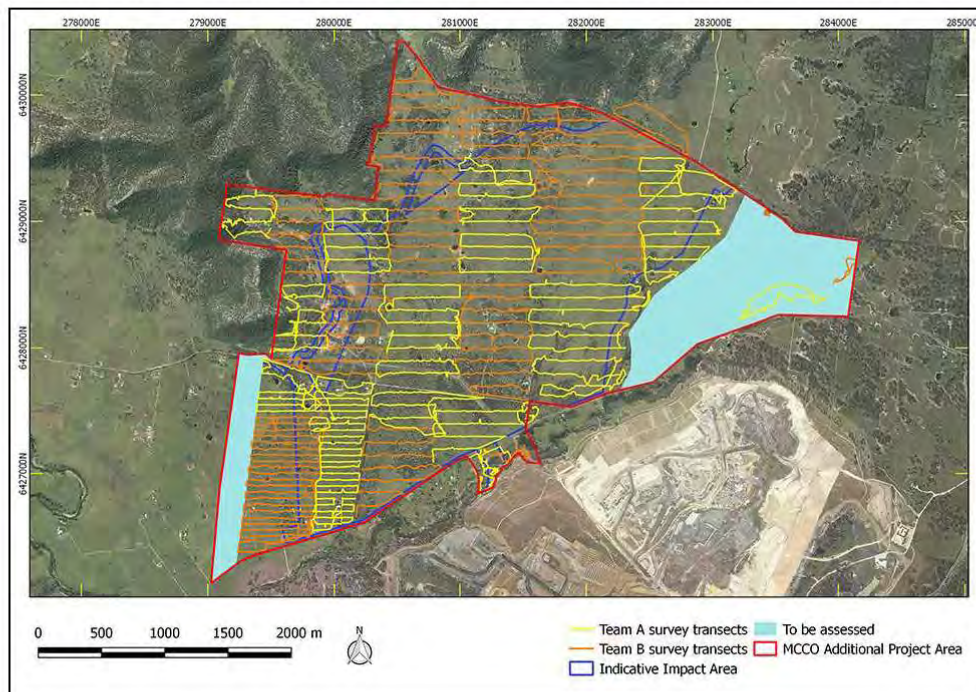 278000E 279000E 280000E 281000E 282000E 283000E 284000E 28500
6430000N
6429000N
6428000N
6427000N
0 500 1000 1500 2000 m
N
Team A survey transects
Team B survey transects
Indicative Impact Area
To be assessed
MCCO Additional Project Area